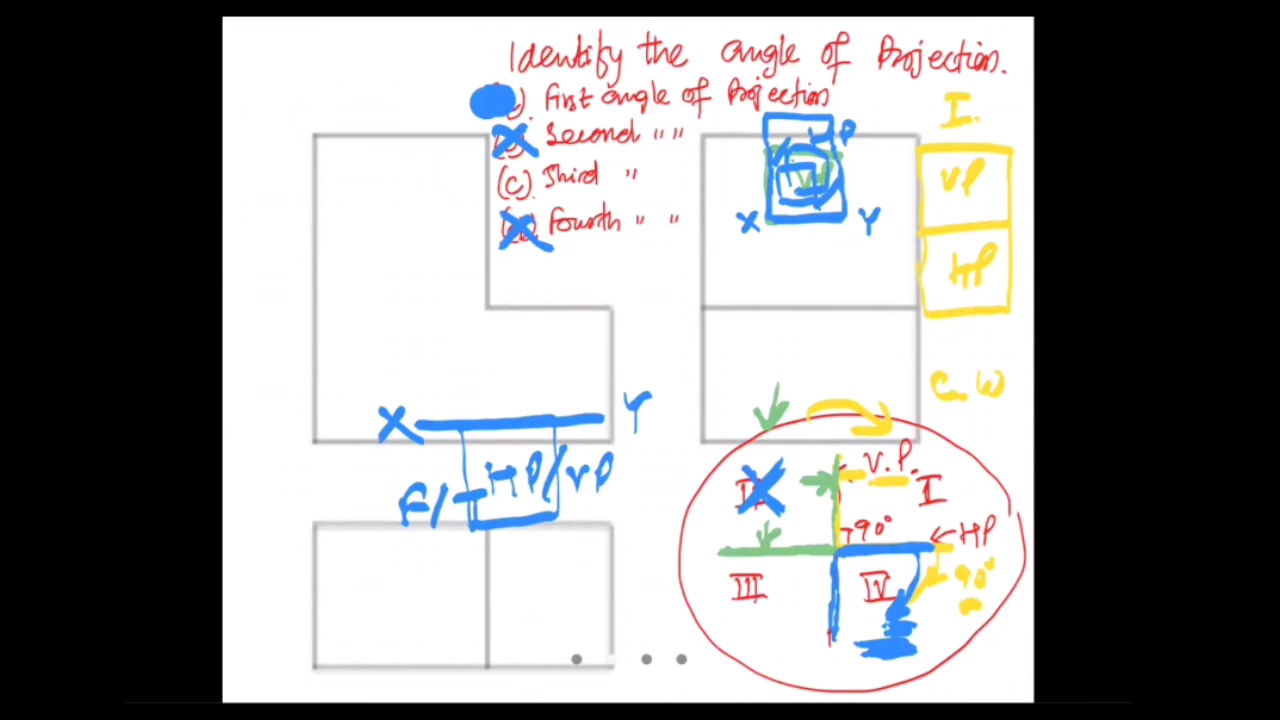 Identify the angle of Projection.
First angle of Projection
Second " "
(c). Third "
Fourth " "
I.
VP
HP
HP
X Y
C.W
X Y
HP/VP
F/
V.P.
I
90°
←HP
90°
III
IV